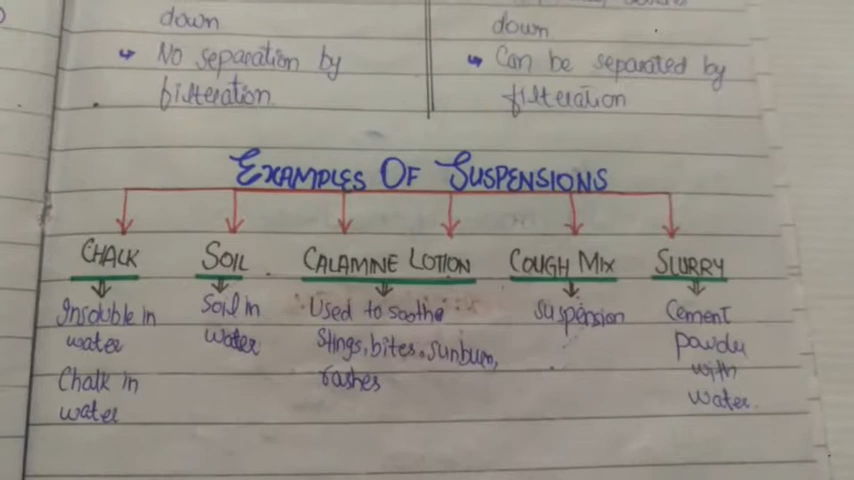 down
down
No separation by
filteration
Can be separated by
filteration
EXAMPLES OF SUSPENSIONS
CHALK
SOIL
CALAMINE LOTION
COUGH MIX
SLURRY
Insouble in
water
Chalk in
water
Soil in
water
Used to soothe
Stings, bites, sunburn,
rashes
suspension
Cement
powder
with
water.